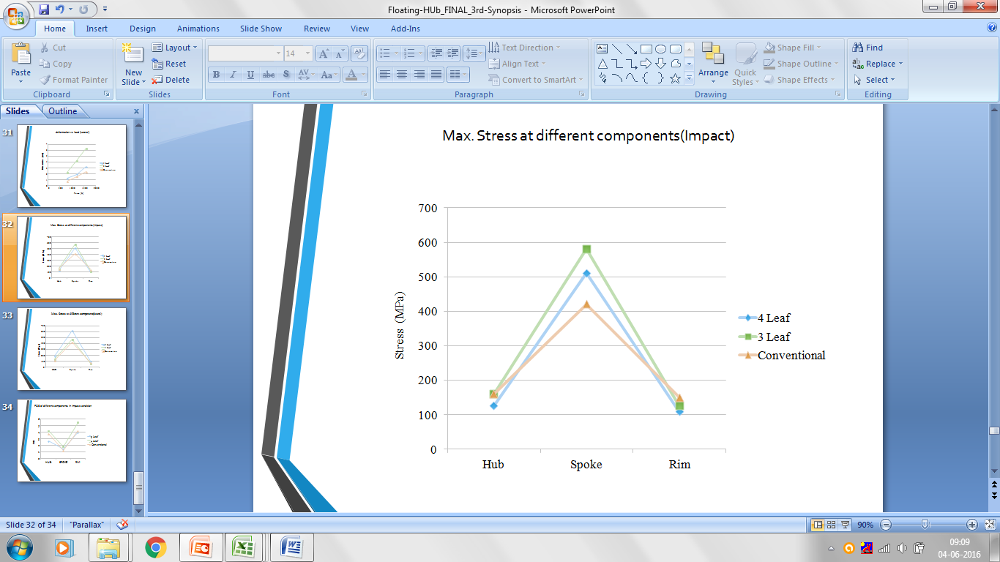 Floating-HUb_FINAL_3rd-Synopsis - Microsoft PowerPoint
Home Insert Design Animations Slide Show Review View Add-Ins
Paste
Cut
Copy
Format Painter
Clipboard
New Slide
Layout
Reset
Delete
Slides
14
B I U abc S AV Aa A
Font
Text Direction
Align Text
Convert to SmartArt
Paragraph
Arrange
Quick Styles
Shape Fill
Shape Outline
Shape Effects
Drawing
Find
Replace
Select
Editing
Slides Outline x
31
32
33
34
HUB SPOKE RIM
Max. Stress at different components(Impact)
Stress (MPa)
700
600
500
400
300
200
100
0
Hub Spoke Rim
4 Leaf
3 Leaf
Conventional
Slide 32 of 34 "Parallax" 90%
09:09
04-06-2016